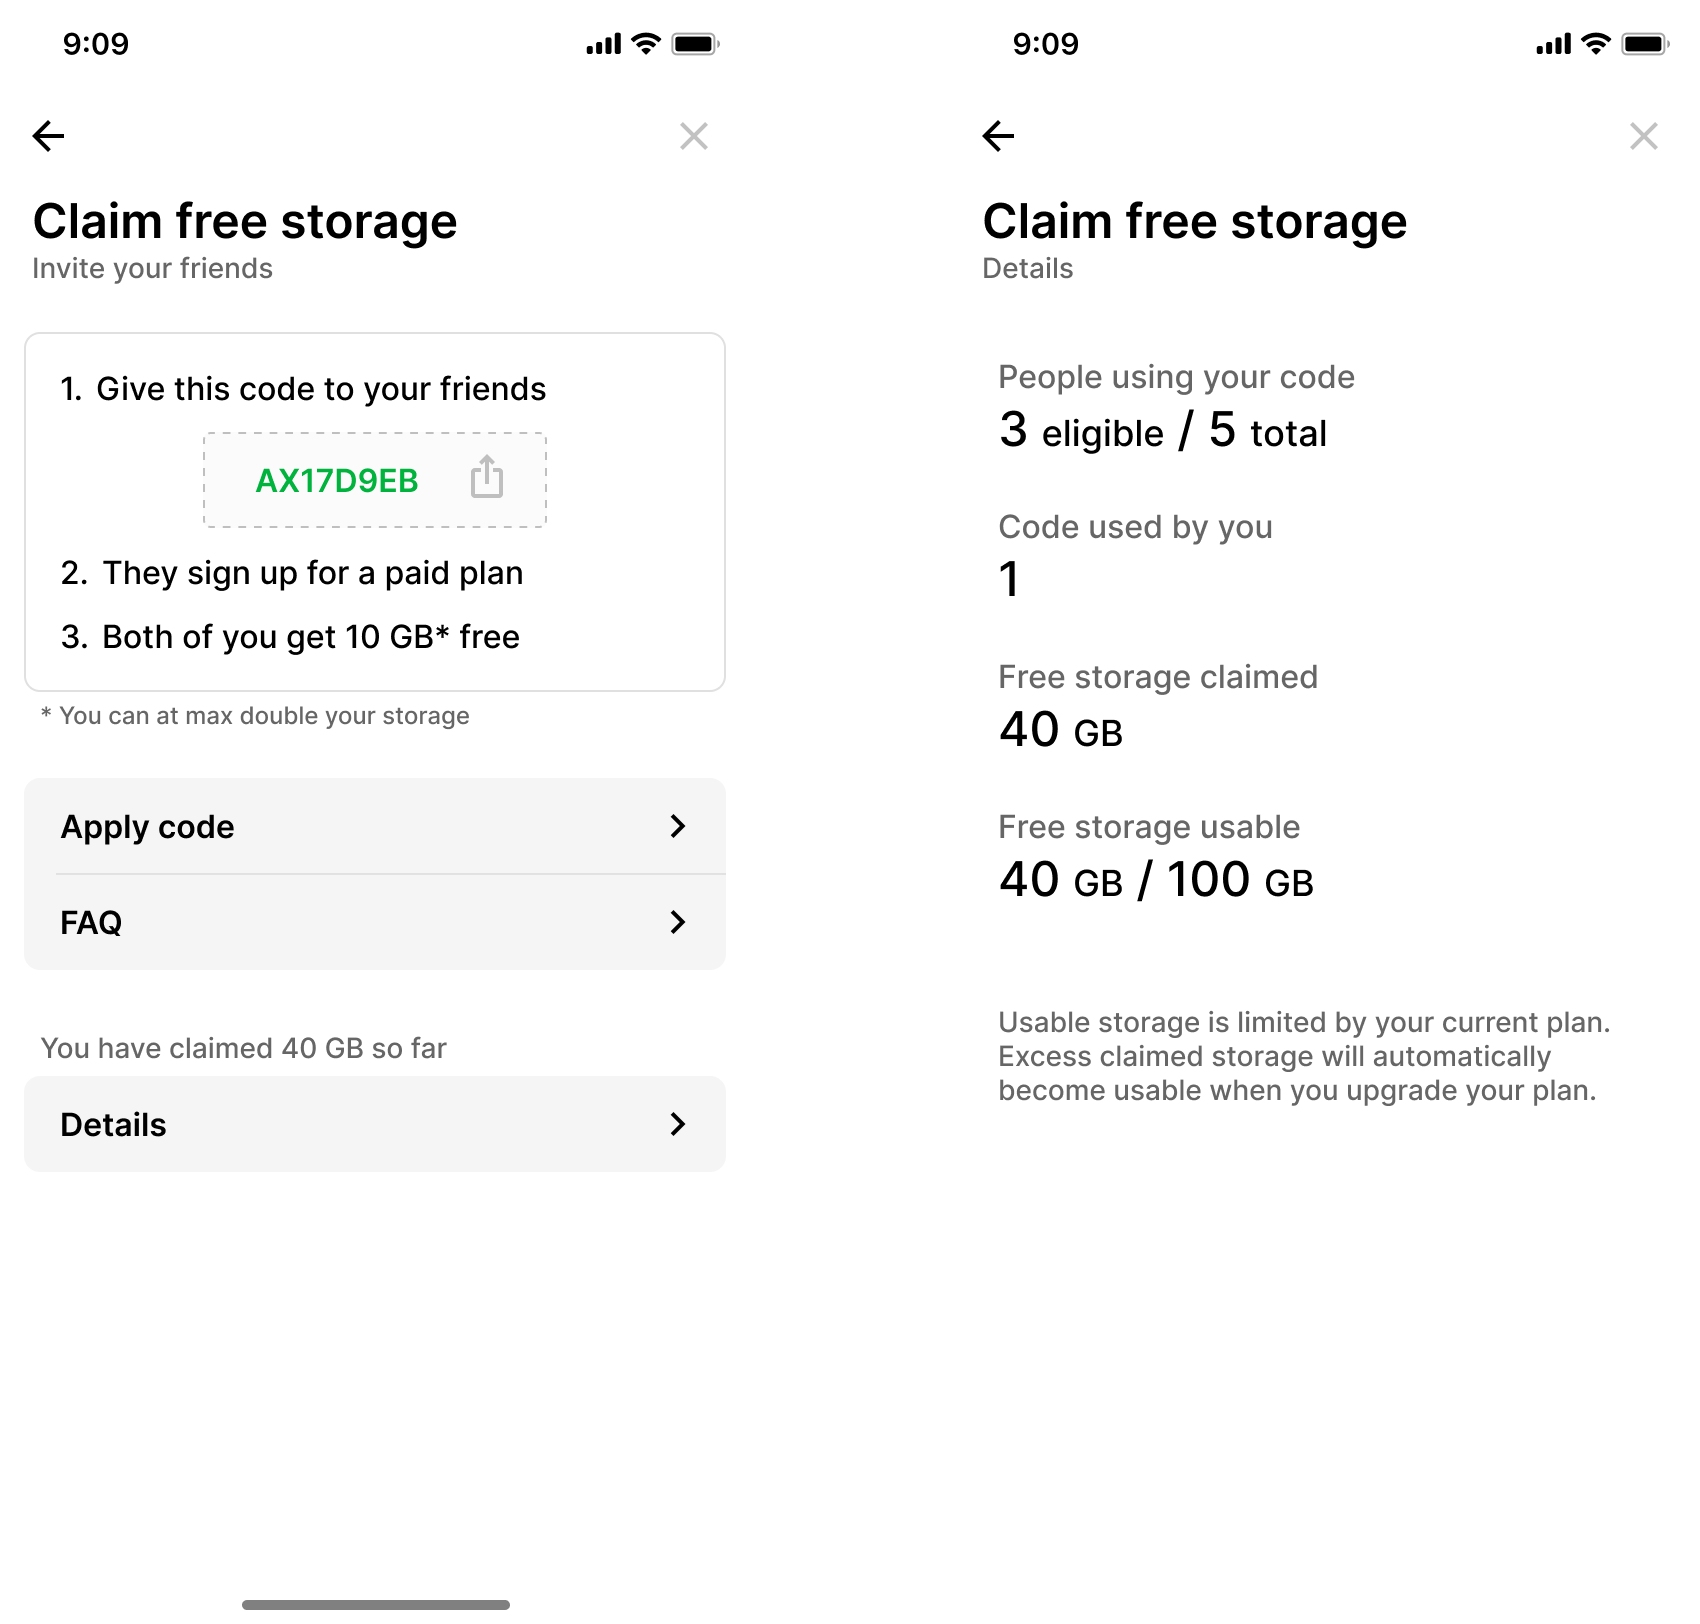 9:09
Claim free storage
Invite your friends
1. Give this code to your friends
AX17D9EB
2. They sign up for a paid plan
3. Both of you get 10 GB* free
* You can at max double your storage
Apply code
FAQ
You have claimed 40 GB so far
Details
9:09
Claim free storage
Details
People using your code
3 eligible / 5 total
Code used by you
1
Free storage claimed
40 GB
Free storage usable
40 GB / 100 GB
Usable storage is limited by your current plan.
Excess claimed storage will automatically
become usable when you upgrade your plan.